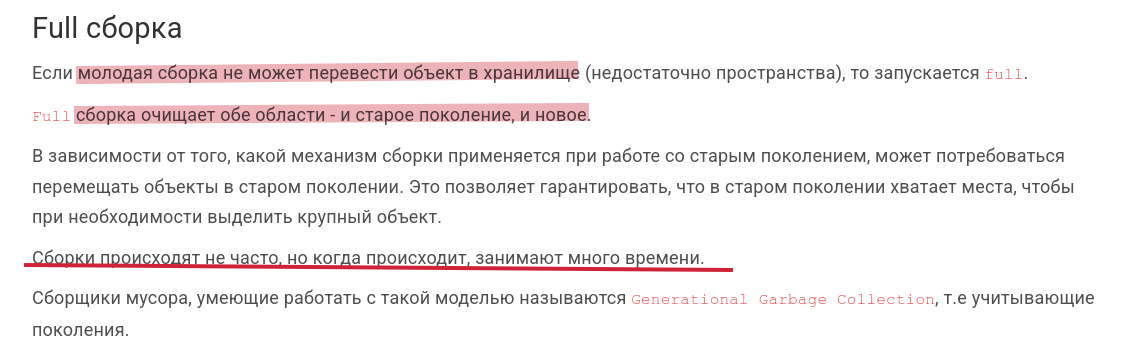 Full сборка
Если молодая сборка не может перевести объект в хранилище (недостаточно пространства), то запускается full.
Full сборка очищает обе области - и старое поколение, и новое.
В зависимости от того, какой механизм сборки применяется при работе со старым поколением, может потребоваться
перемещать объекты в старом поколении. Это позволяет гарантировать, что в старом поколении хватает места, чтобы
при необходимости выделить крупный объект.
Сборки происходят не часто, но когда происходит, занимают много времени.
Сборщики мусора, умеющие работать с такой моделью называются Generational Garbage Collection, т.е учитывающие
поколения.